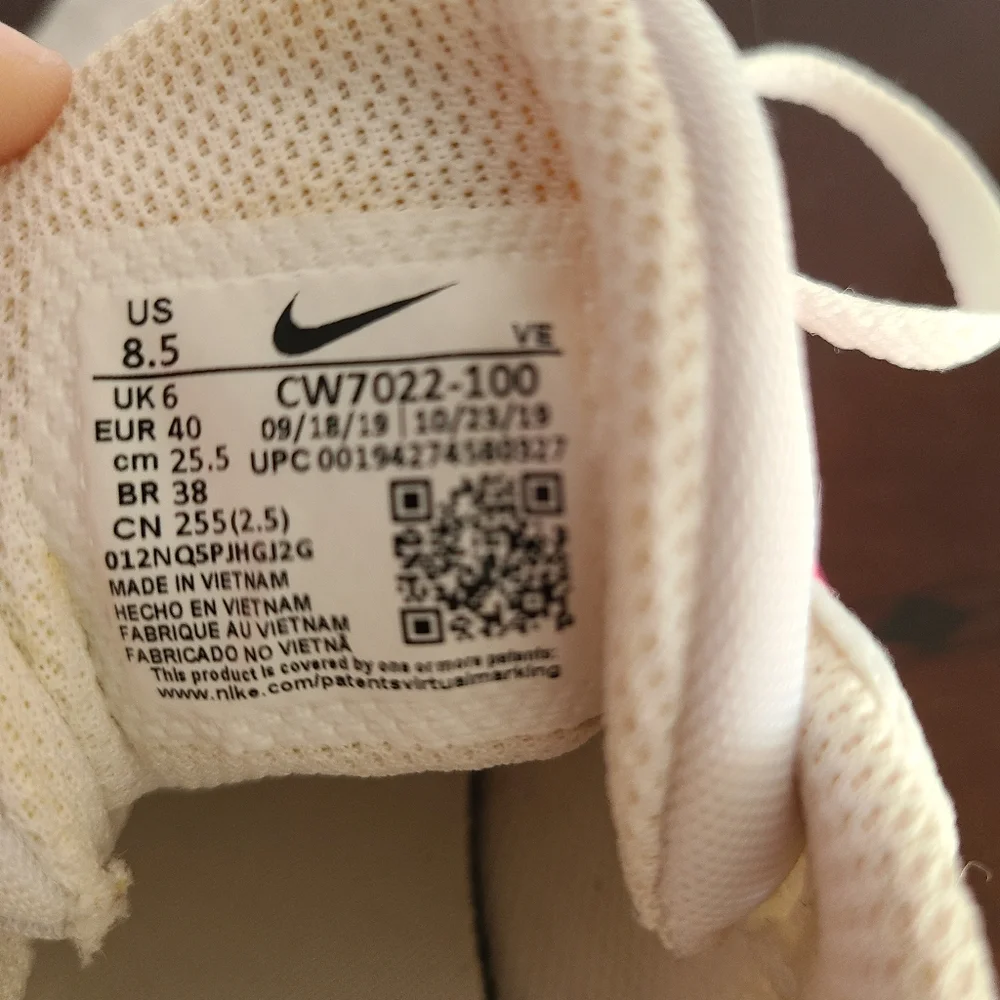 US
8.5
VE
UK 6
CW7022-100
EUR 40
09/18/19 | 10/23/19
cm 25.5
UPC 00194274580327
BR 38
CN 255(2.5)
012NQ5PJHGJ2G
MADE IN VIETNAM
HECHO EN VIETNAM
FABRIQUE AU VIETNAM
FABRICADO NO VIETNÃ
This product is covered by one or more patents:
www.nike.com/patentsvirtualmarking